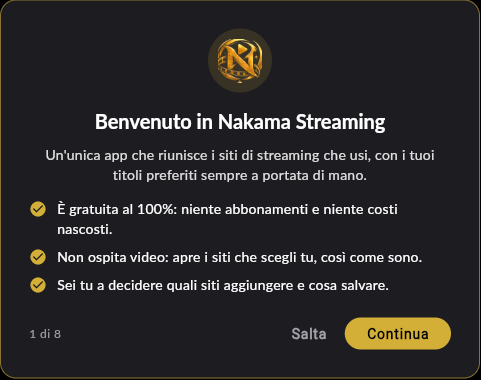 Benvenuto in Nakama Streaming
Un'unica app che riunisce i siti di streaming che usi, con i tuoi
titoli preferiti sempre a portata di mano.
È gratuita al 100%: niente abbonamenti e niente costi
nascosti.
Non ospita video: apre i siti che scegli tu, così come sono.
Sei tu a decidere quali siti aggiungere e cosa salvare.
1 di 8
Salta
Continua